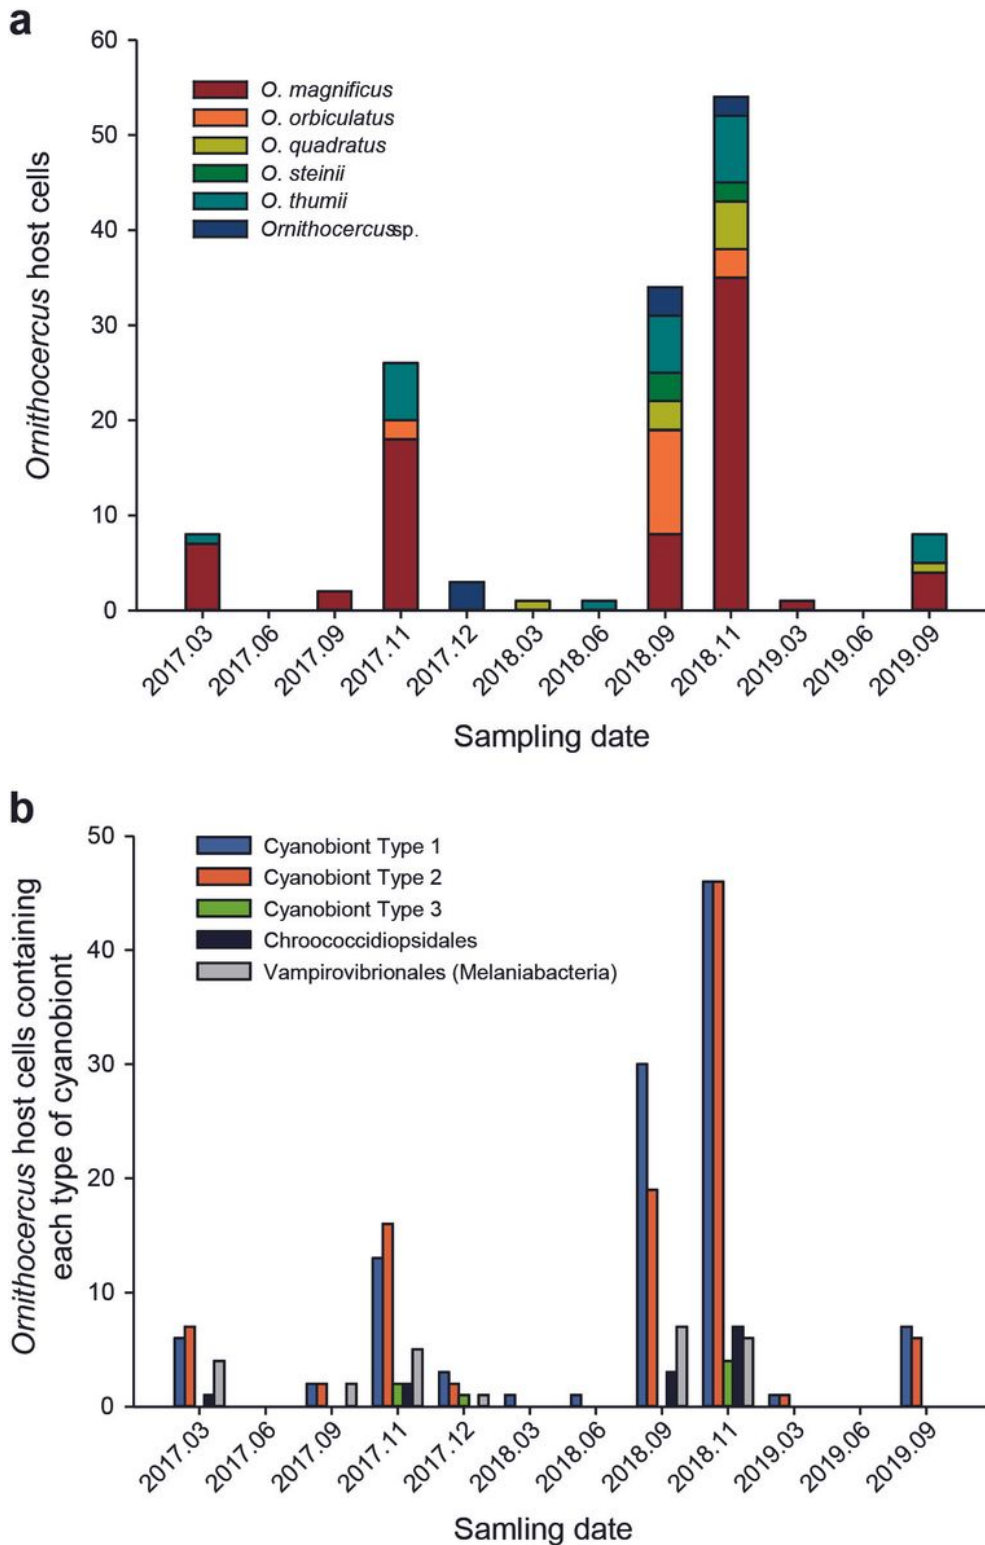 a
60
50
40
30
20
10
0
Ornithocercus host cells
O. magnificus
O. orbiculatus
O. quadratus
O. steinii
O. thumii
Ornithocercus sp.
2017.03
2017.06
2017.09
2017.11
2017.12
2018.03
2018.06
2018.09
2018.11
2019.03
2019.06
2019.09
Sampling date
b
50
40
30
20
10
0
Ornithocercus host cells containing
each type of cyanobiont
Cyanobiont Type 1
Cyanobiont Type 2
Cyanobiont Type 3
Chroococcidiopsidales
Vampirovibrionales (Melaniabacteria)
2017.03
2017.06
2017.09
2017.11
2017.12
2018.03
2018.06
2018.09
2018.11
2019.03
2019.06
2019.09
Samling date